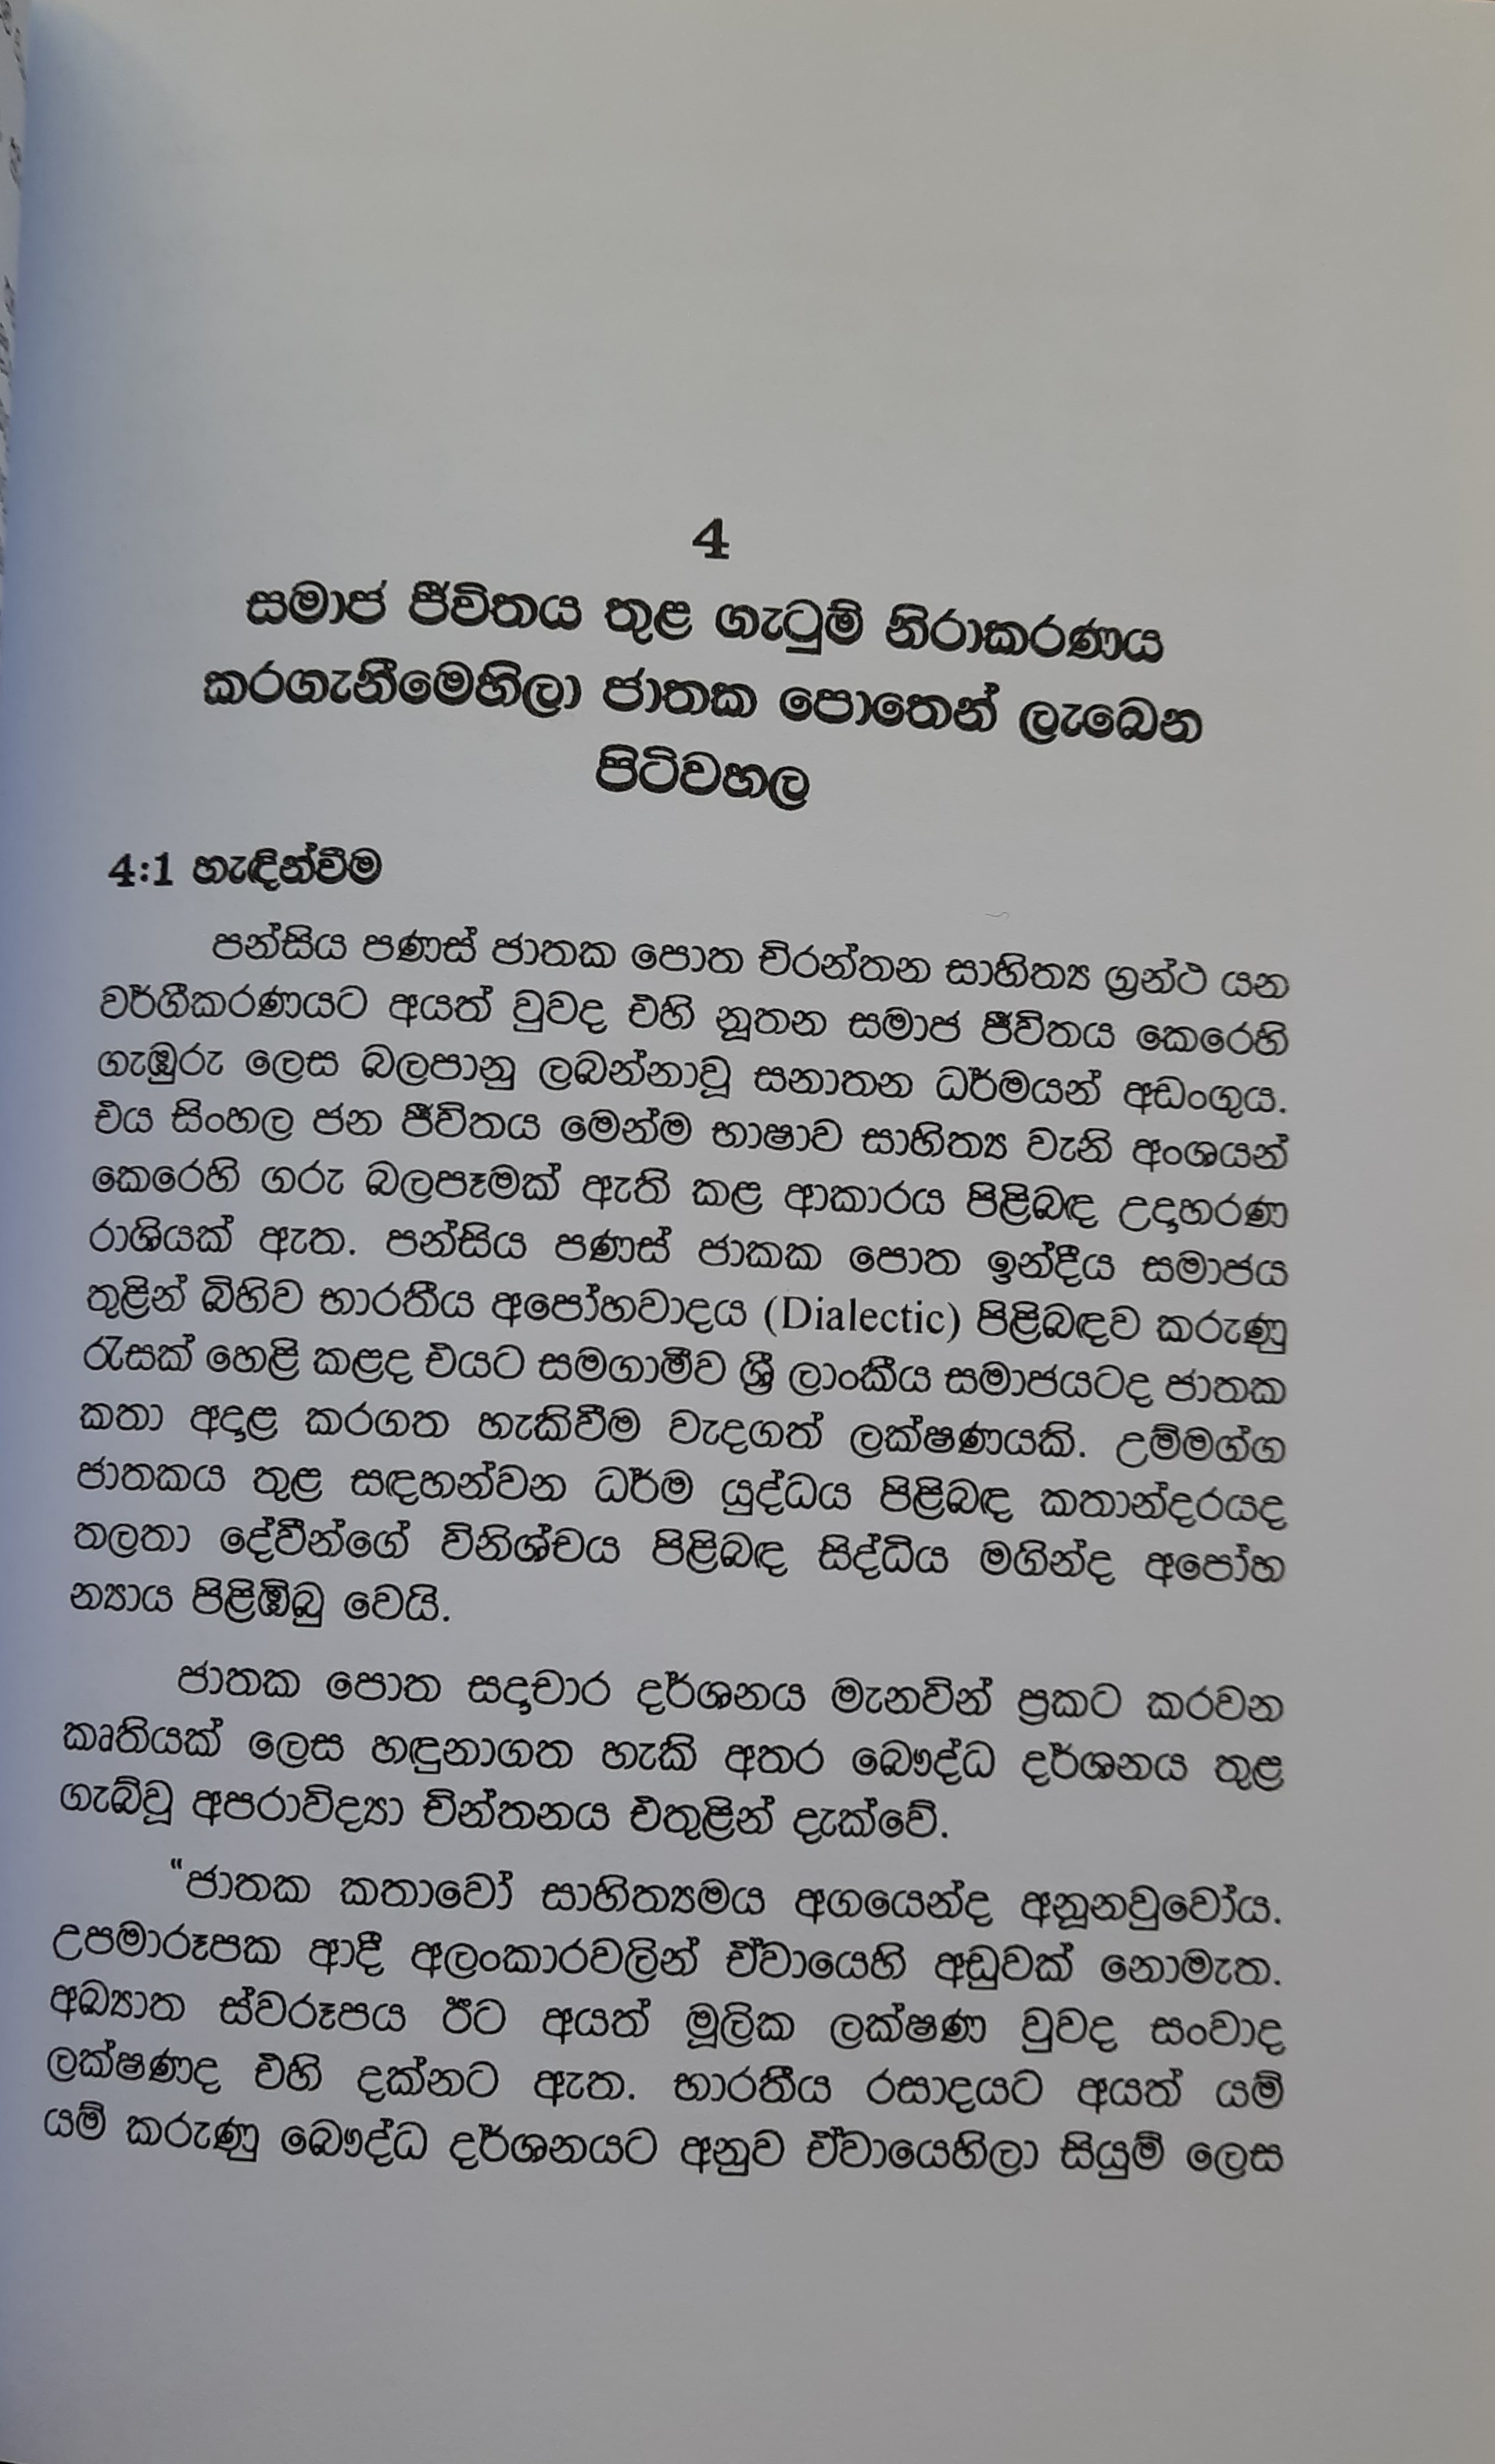 4
සමාජ ජීවිතය තුළ ගැටුම් නිරාකරණය
කරගැනීමෙහිලා ජාතක පොතෙන් ලැබෙන
පිටිවහල
4:1 හැඳින්වීම
පන්සිය පණස් ජාතක පොත චිරන්තන සාහිත්‍ය ග්‍රන්ථ යන
වර්ගීකරණයට අයත් වුවද එහි නූතන සමාජ ජීවිතය කෙරෙහි
ගැඹුරු ලෙස බලපානු ලබන්නාවූ සනාතන ධර්මයන් අඩංගුය.
එය සිංහල ජන ජීවිතය මෙන්ම භාෂාව සාහිත්‍ය වැනි අංශයන්
කෙරෙහි ගරු බලපෑමක් ඇති කළ ආකාරය පිළිබඳ උදාහරණ
රාශියක් ඇත. පන්සිය පණස් ජාකක පොත ඉන්දීය සමාජය
තුළින් බිහිව භාරතීය අපෝහවාදය (Dialectic) පිළිබඳව කරුණු
රැසක් හෙළි කළද එයට සමගාමීව ශ්‍රී ලාංකීය සමාජයටද ජාතක
කතා අදාළ කරගත හැකිවීම වැදගත් ලක්ෂණයකි. උම්මග්ග
ජාතකය තුළ සඳහන්වන ධර්ම යුද්ධය පිළිබඳ කතාන්දරයද
තලතා දේවීන්ගේ විනිශ්චය පිළිබඳ සිද්ධිය මගින්ද අපෝහ
න්‍යාය පිළිඹිබු වෙයි.
ජාතක පොත සදාචාර දර්ශනය මැනවින් ප්‍රකට කරවන
කෘතියක් ලෙස හඳුනාගත හැකි අතර බෞද්ධ දර්ශනය තුළ
ගැබ්වූ අපරාවිද්‍යා චින්තනය එතුළින් දැක්වේ.
“ජාතක කතාවෝ සාහිත්‍යමය අගයෙන්ද අනූනවුවෝය.
උපමාරූපක ආදී අලංකාරවලින් ඒවායෙහි අඩුවක් නොමැත.
අඛ්‍යාත ස්වරූපය ඊට අයත් මූලික ලක්ෂණ වුවද සංවාද
ලක්ෂණද එහි දක්නට ඇත. භාරතීය රසාදයට අයත් යම්
යම් කරුණු බෞද්ධ දර්ශනයට අනුව ඒවායෙහිලා සියුම් ලෙස